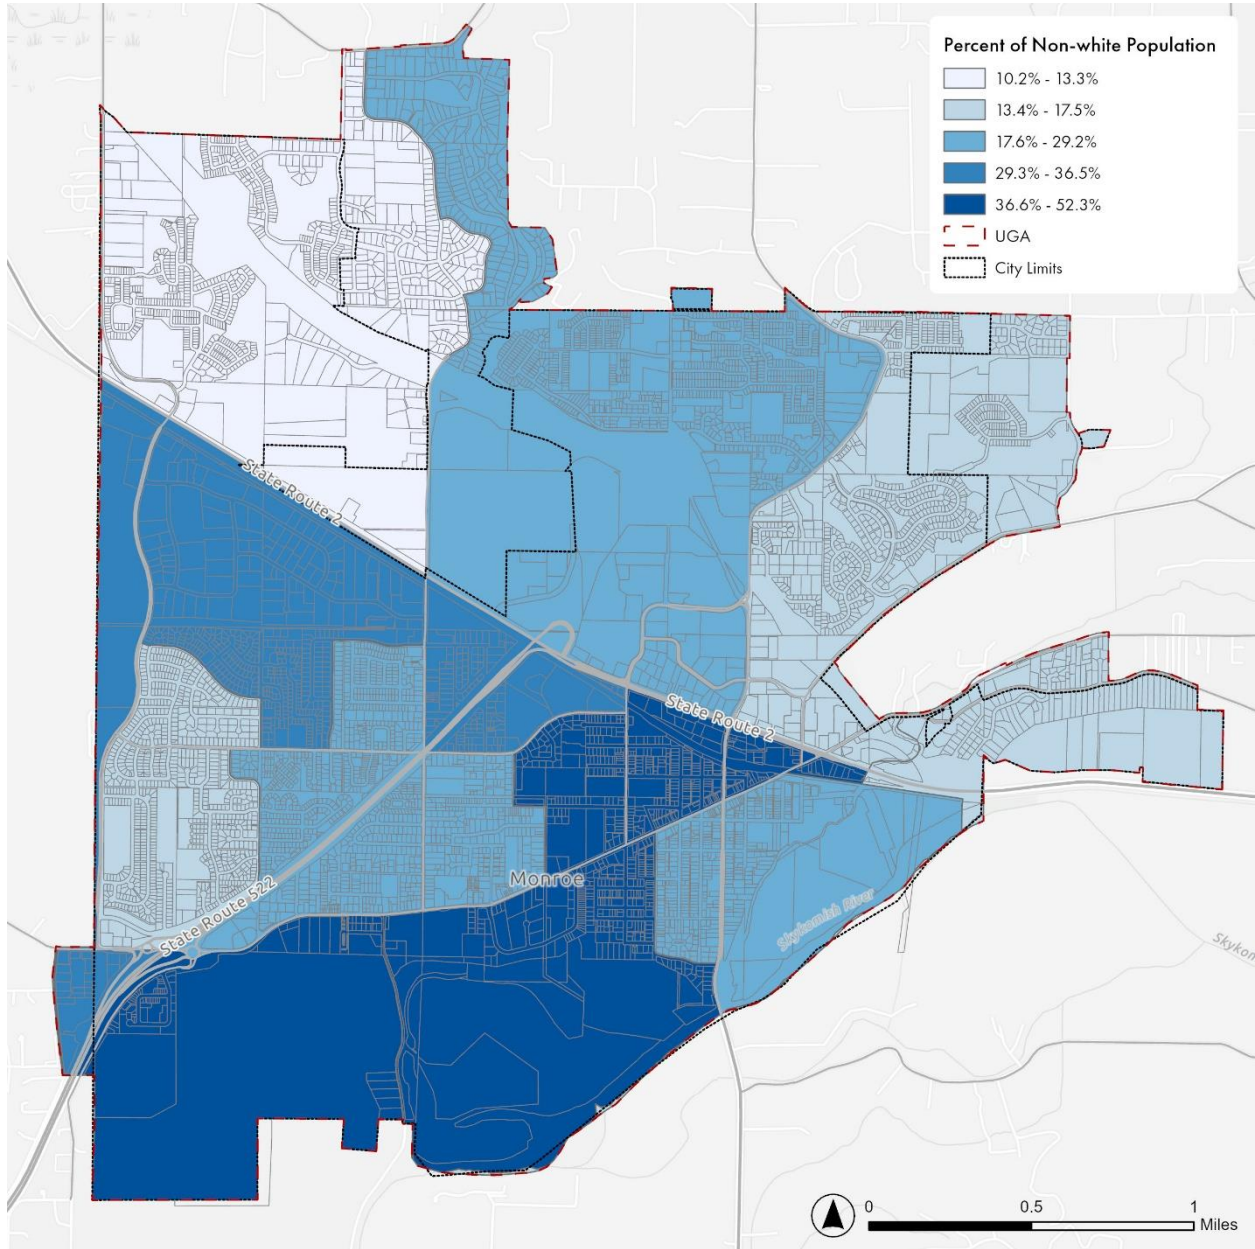 Percent of Non-white Population
10.2% - 13.3%
13.4% - 17.5%
17.6% - 29.2%
29.3% - 36.5%
36.6% - 52.3%
UGA
City Limits
State Route 2
State Route 2
Monroe
State Route 522
Skykomish River
Skykom
0 0.5 1
Miles